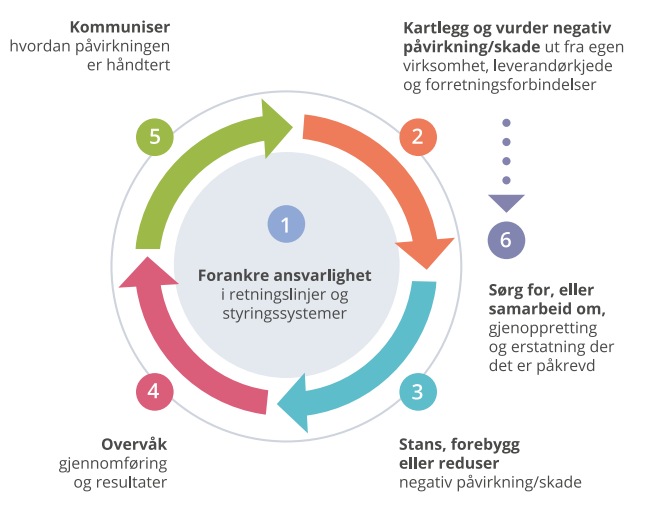 Kommuniser
hvordan påvirkningen
er håndtert
5
Kartlegg og vurder negativ
påvirkning/skade ut fra egen
virksomhet, leverandørkjede
og forretningsforbindelser
2
1
Forankre ansvarlighet
i retningslinjer og
styringssystemer
6
Sørg for, eller
samarbeid om,
gjenoppretting
og erstatning der
det er påkrevd
4
Overvåk
gjennomføring
og resultater
3
Stans, forebygg
eller reduser
negativ påvirkning/skade